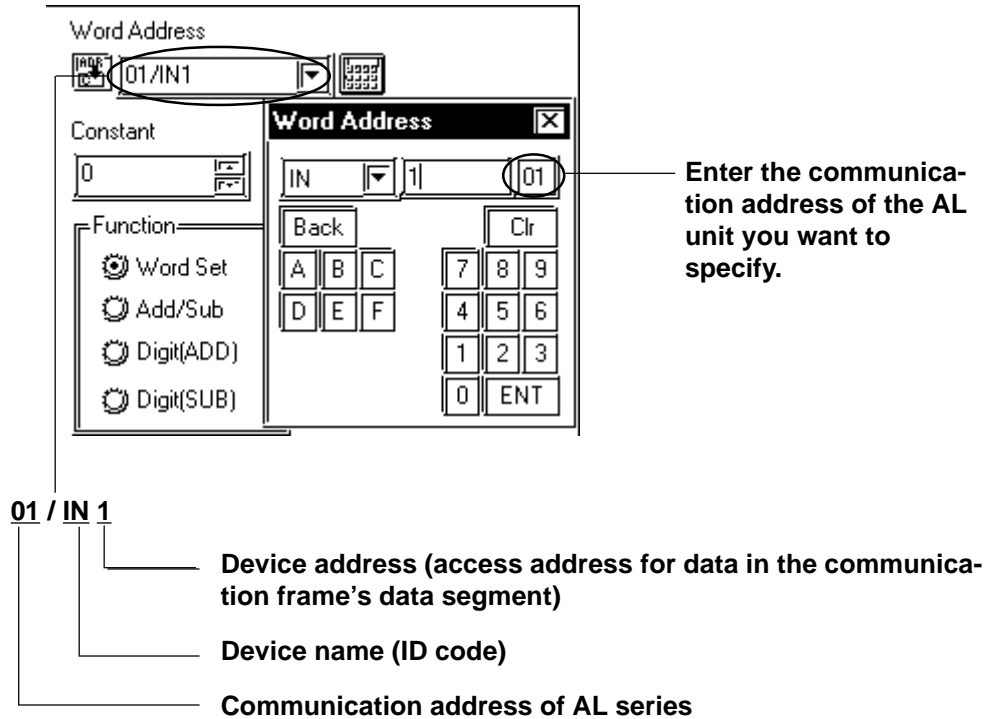 Word Address
ADR
C
01/IN1
Constant
0
Function
Word Set
Add/Sub
Digit(ADD)
Digit(SUB)
Word Address
IN 1 01
Back Clr
A B C 7 8 9
D E F 4 5 6
1 2 3
0 ENT
Enter the communica-
tion address of the AL
unit you want to
specify.
01 / IN 1
Device address (access address for data in the communica-
tion frame's data segment)
Device name (ID code)
Communication address of AL series